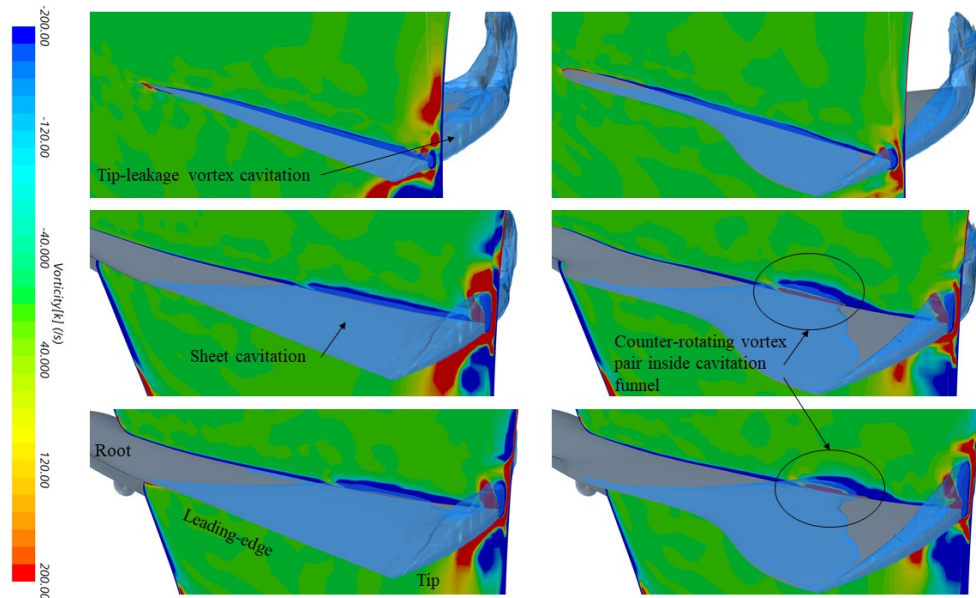 -200.00
-120.00
-40.000
Vorticity[k] (/s)
40.000
120.00
200.00
Tip-leakage vortex cavitation
Sheet cavitation
Counter-rotating vortex
pair inside cavitation
funnel
Root
Leading-edge
Tip